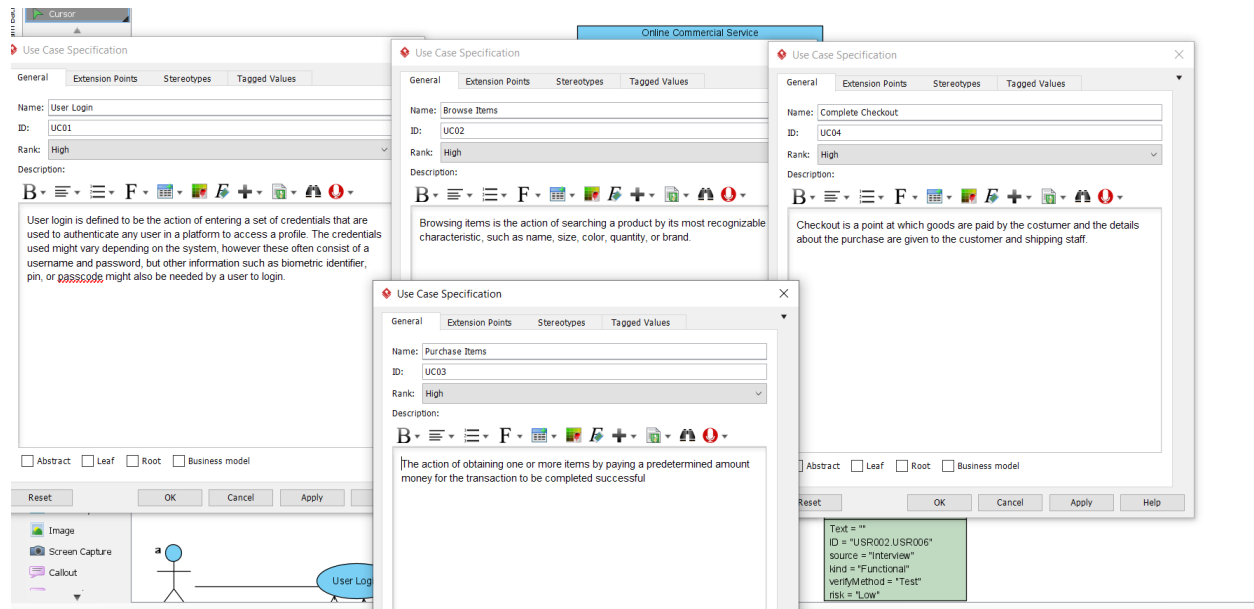 Cursor
Online Commercial Service
Use Case Specification
General Extension Points Stereotypes Tagged Values
Name: User Login
ID: UC01
Rank: High
Description:
User login is defined to be the action of entering a set of credentials that are
used to authenticate any user in a platform to access a profile. The credentials
used might vary depending on the system, however these often consist of a
username and password, but other information such as biometric identifier,
pin, or passcode might also be needed by a user to login.
Abstract Leaf Root Business model
Reset OK Cancel Apply
Use Case Specification
General Extension Points Stereotypes Tagged Values
Name: Browse Items
ID: UC02
Rank: High
Description:
Browsing items is the action of searching a product by its most recognizable
characteristic, such as name, size, color, quantity, or brand.
Use Case Specification
General Extension Points Stereotypes Tagged Values
Name: Complete Checkout
ID: UC04
Rank: High
Description:
Checkout is a point at which goods are paid by the costumer and the details
about the purchase are given to the customer and shipping staff.
Abstract Leaf Root Business model
Reset OK Cancel Apply Help
Use Case Specification
General Extension Points Stereotypes Tagged Values
Name: Purchase Items
ID: UC03
Rank: High
Description:
The action of obtaining one or more items by paying a predetermined amount
money for the transaction to be completed successful
Image
Screen Capture
Callout
a
User Log
Text = ""
ID = "USR002.USR006"
source = "Interview"
kind = "Functional"
verifyMethod = "Test"
risk = "Low"